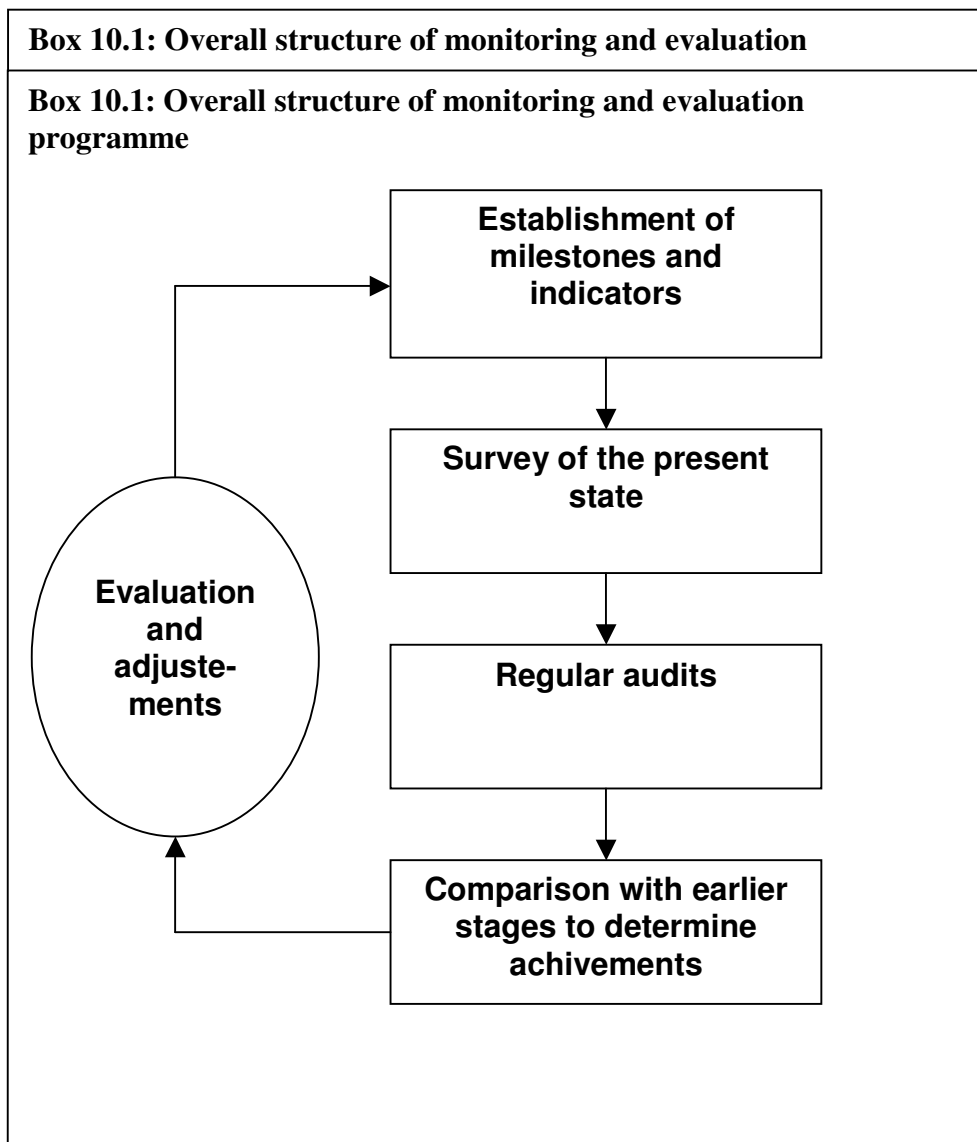 Box 10.1: Overall structure of monitoring and evaluation
Box 10.1: Overall structure of monitoring and evaluation
programme
Establishment of
milestones and
indicators
Survey of the present
state
Regular audits
Comparison with earlier
stages to determine
achivements
Evaluation
and
adjuste-
ments